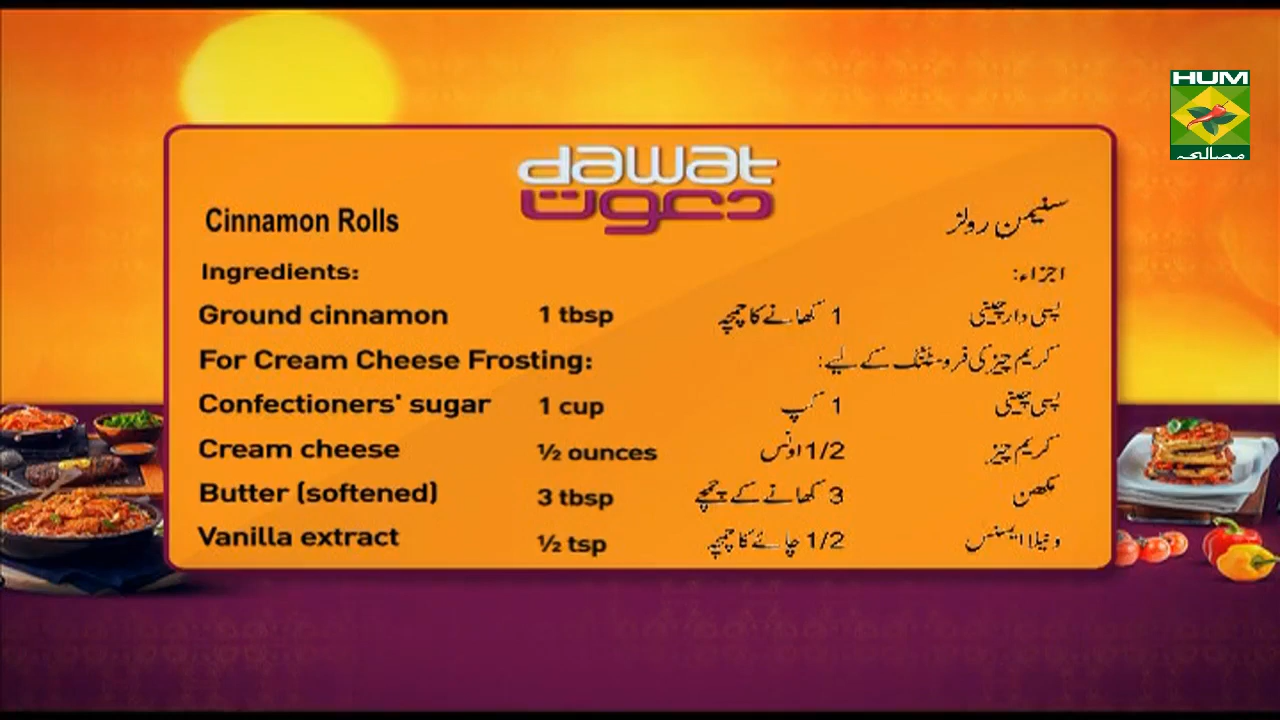 HUM
مصالحہ
dawat
دعوت
Cinnamon Rolls سنیمن رولز
Ingredients: اجزاء:
Ground cinnamon 1 tbsp 1 کھانے کا چمچہ پسی دار چینی
For Cream Cheese Frosting: کریم چیز کی فروسٹنگ کے لیے:
Confectioners' sugar 1 cup 1 کپ پسی چینی
Cream cheese ½ ounces 1/2 اونس کریم چیز
Butter (softened) 3 tbsp 3 کھانے کے چمچے مکھن
Vanilla extract ½ tsp 1/2 چائے کا چمچہ ونیلا ایسنس